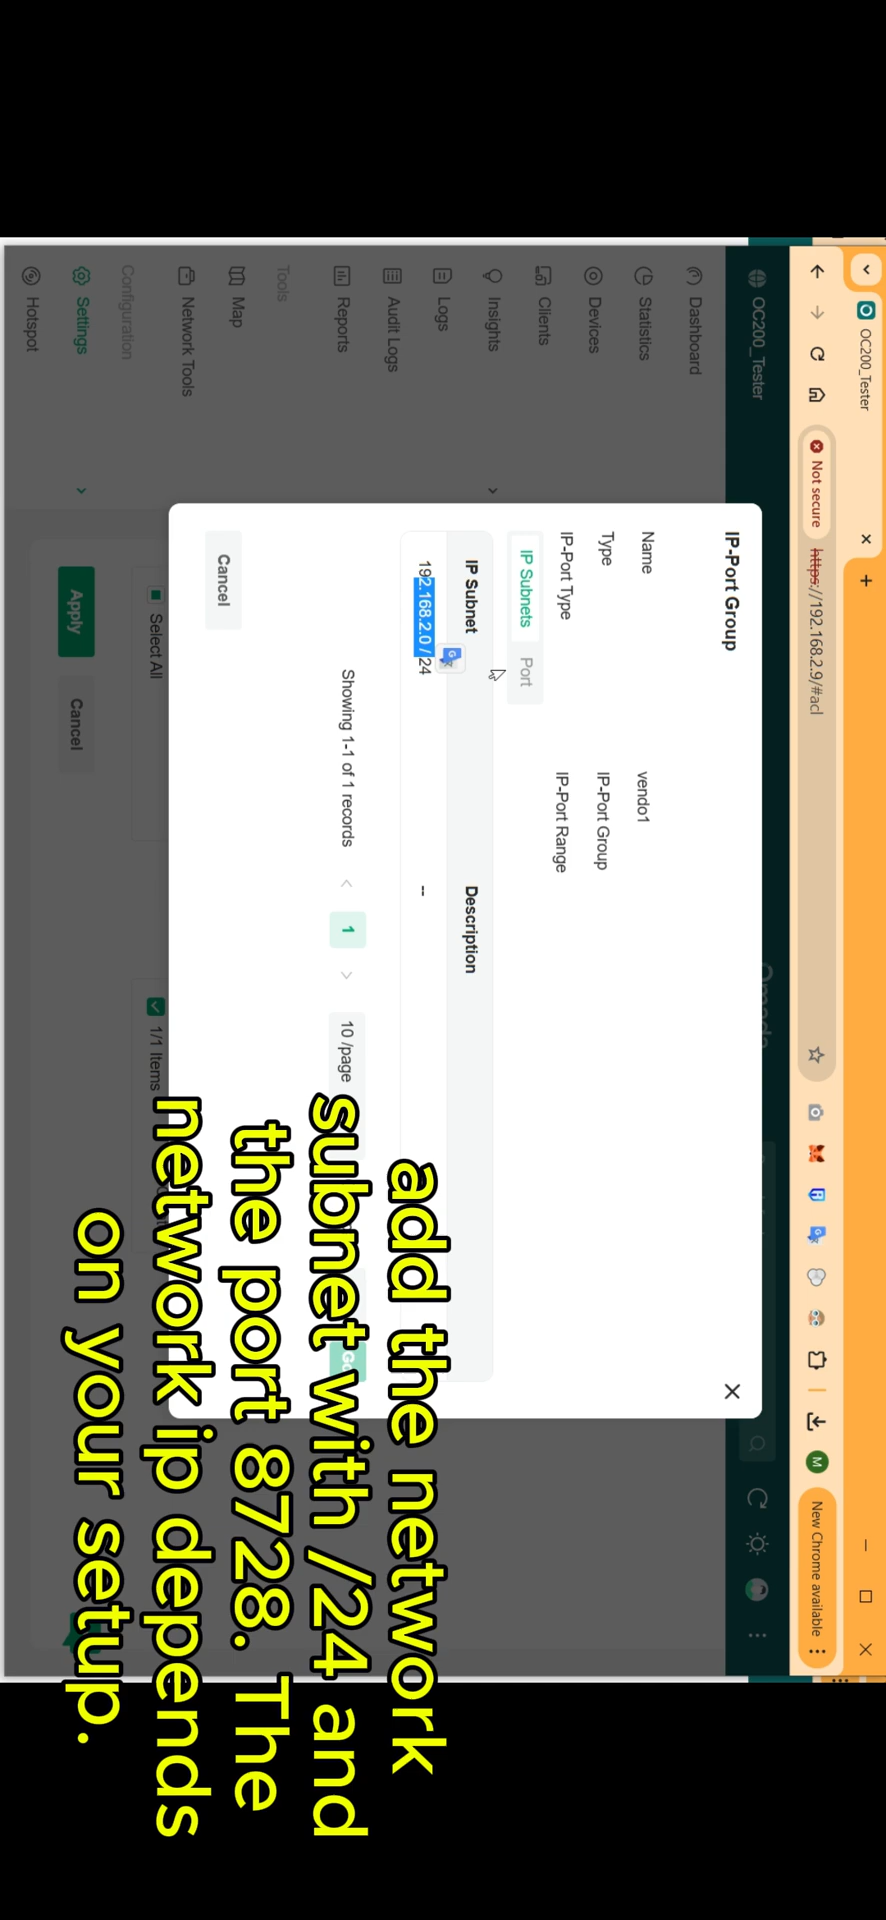 OC200_Tester
Not secure
https://192.168.2.9/#acl
New Chrome available
M
OC200_Tester
Dashboard
Statistics
Devices
Clients
Insights
Logs
Audit Logs
Reports
Tools
Map
Network Tools
Configuration
Settings
Hotspot
IP-Port Group
Name
vendo1
Type
IP-Port Group
IP-Port Type
IP-Port Range
IP Subnets
Port
IP Subnet
Description
192.168.2.0 / 24
--
Showing 1-1 of 1 records
1
10 /page
Cancel
Select All
1/1 Items
Apply
Cancel
add the network
subnet with /24 and
the port 8728. The
network ip depends
on your setup.